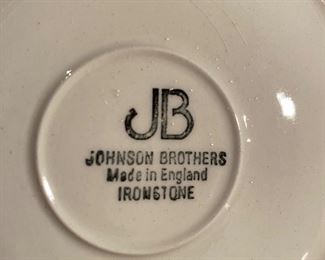 JB
JOHNSON BROTHERS
Made in England
IRONSTONE